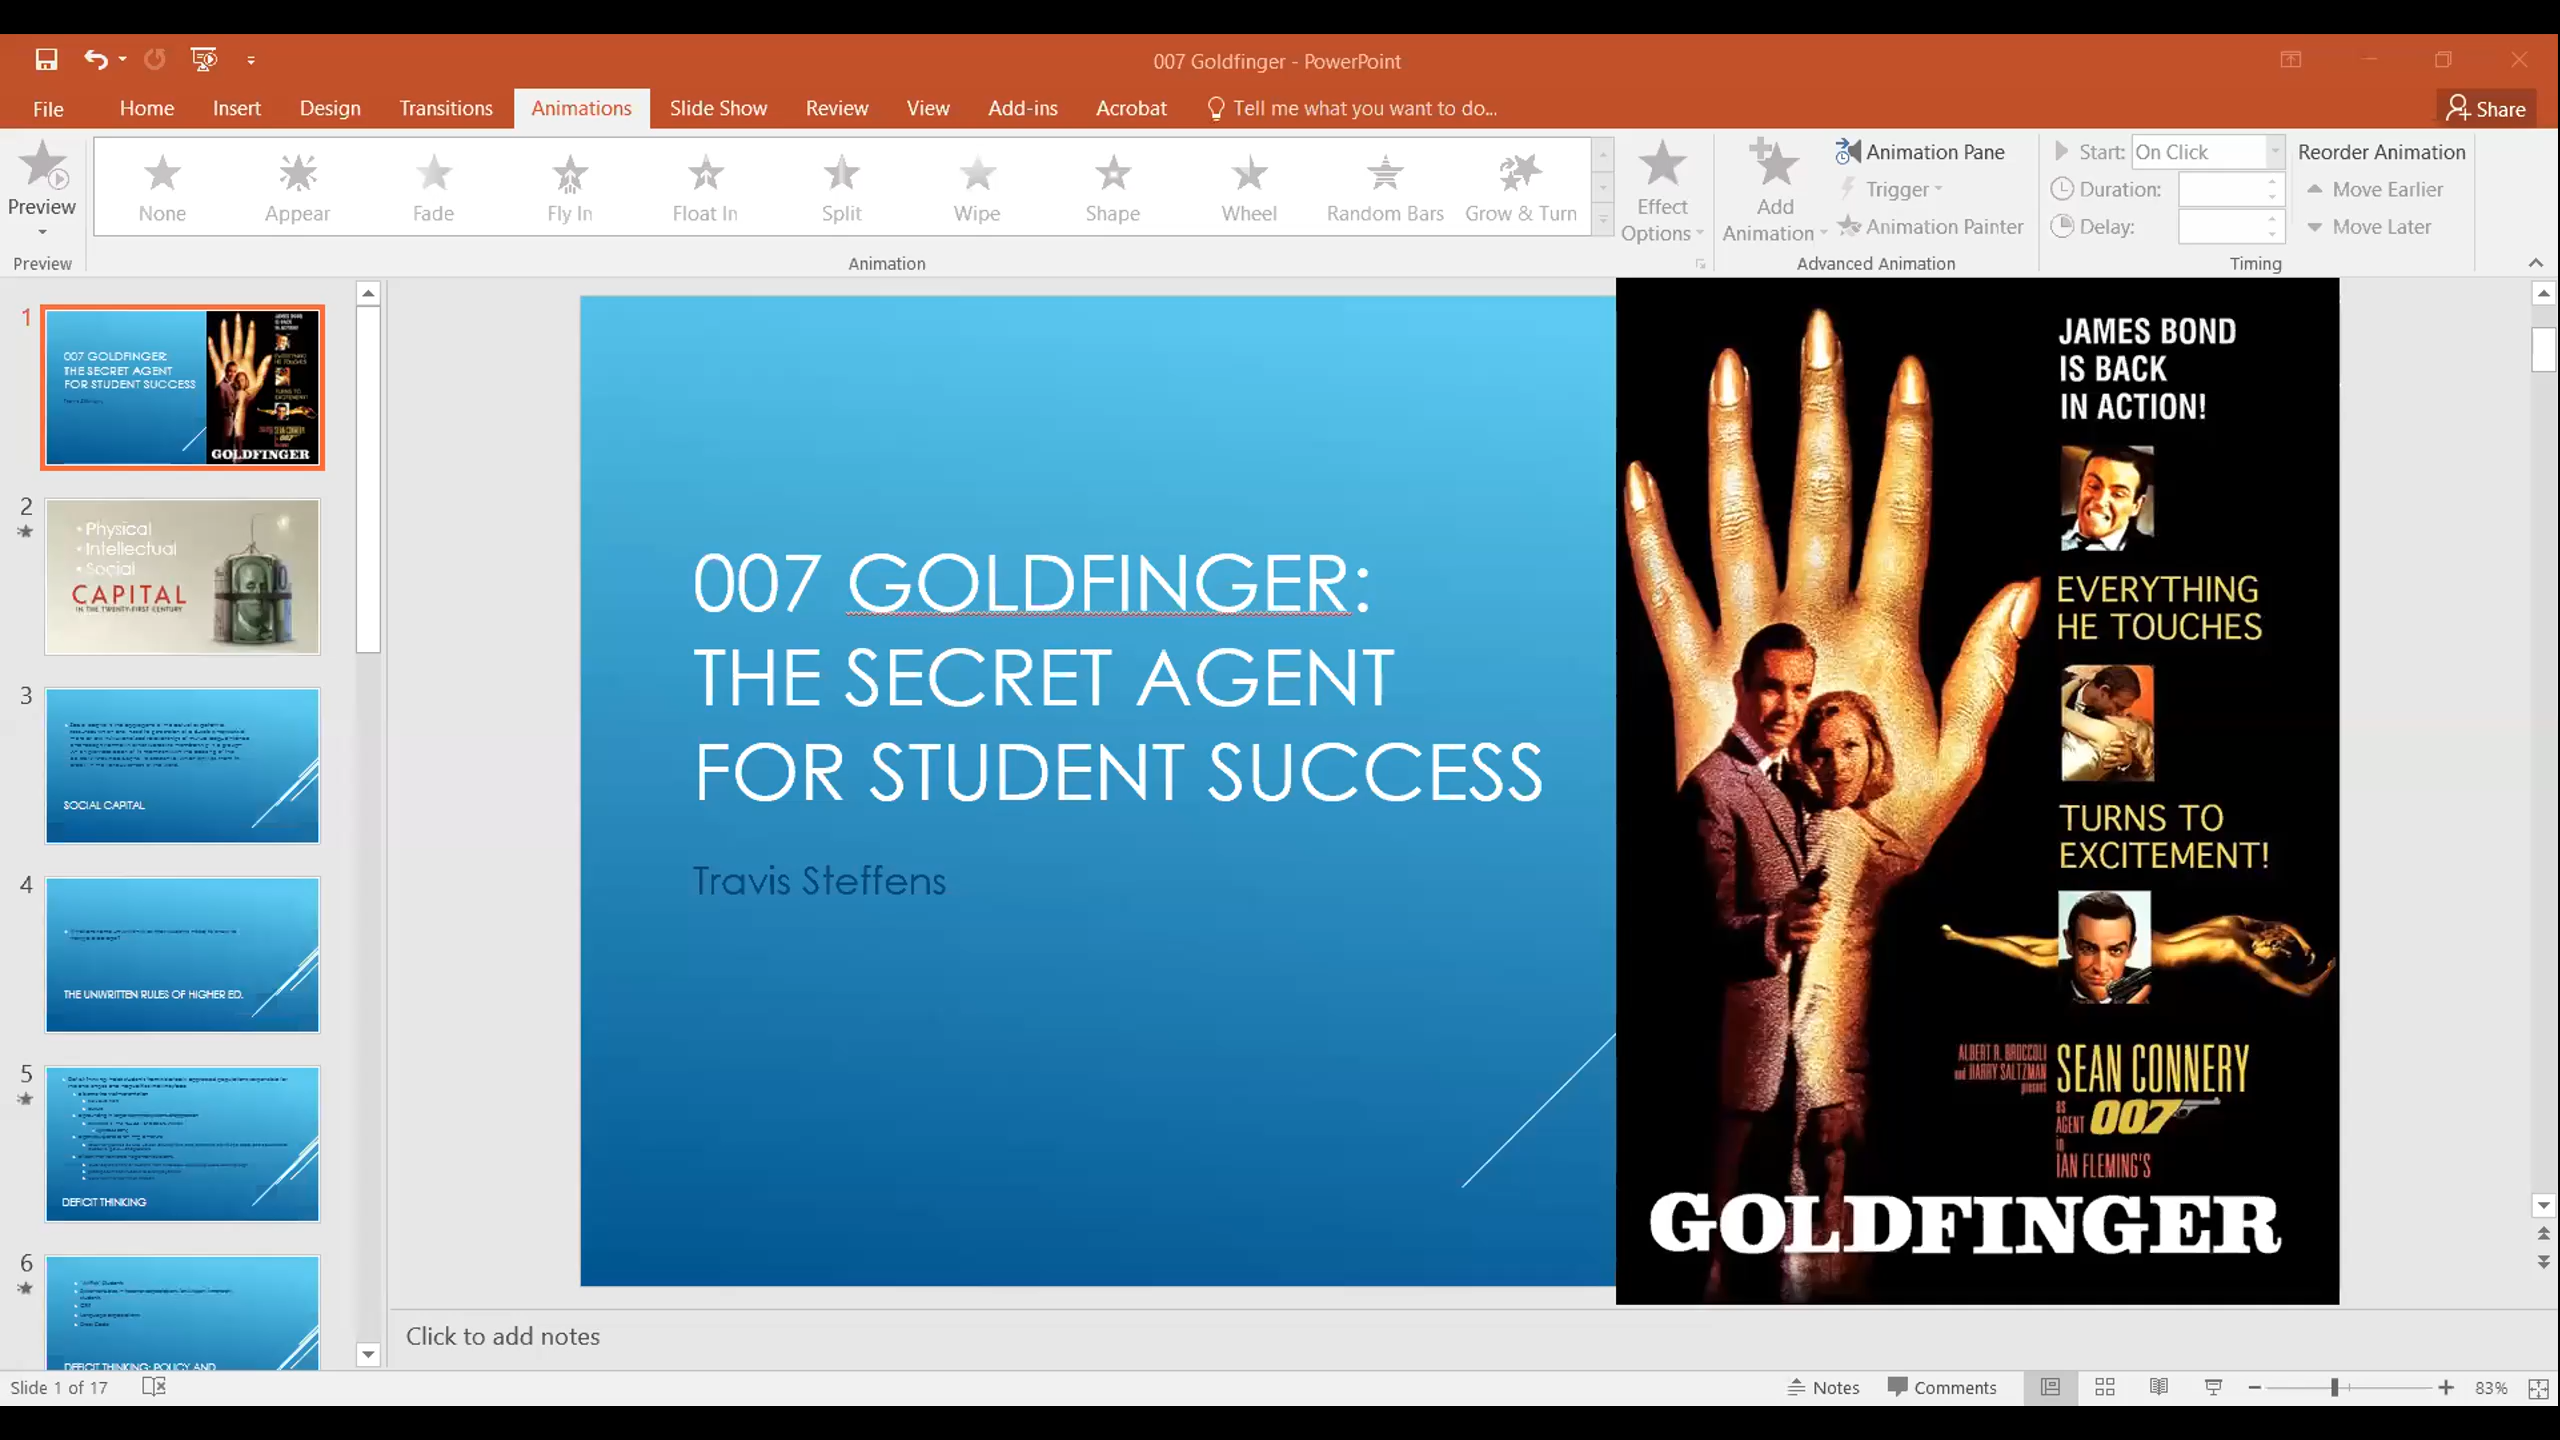 007 Goldfinger - PowerPoint
File Home Insert Design Transitions Animations Slide Show Review View Add-ins Acrobat Tell me what you want to do... Share
Preview
None Appear Fade Fly In Float In Split Wipe Shape Wheel Random Bars Grow & Turn
Effect
Options
Add
Animation
Animation Pane
Trigger
Animation Painter
Start: On Click
Duration:
Delay:
Reorder Animation
Move Earlier
Move Later
Preview Animation Advanced Animation Timing
1
007 GOLDFINGER:
THE SECRET AGENT
FOR STUDENT SUCCESS
GOLDFINGER
2
• Physical
• Intellectual
• Social
CAPITAL
IN THE TWENTY-FIRST CENTURY
3
SOCIAL CAPITAL
4
THE UNWRITTEN RULES OF HIGHER ED.
5
DEFICIT THINKING
6
DEFICIT THINKING: POLICY AND
007 GOLDFINGER:
THE SECRET AGENT
FOR STUDENT SUCCESS
Travis Steffens
JAMES BOND
IS BACK
IN ACTION!
EVERYTHING
HE TOUCHES
TURNS TO
EXCITEMENT!
ALBERT R. BROCCOLI
and HARRY SALTZMAN
present
SEAN CONNERY
as
AGENT 007
in
IAN FLEMING'S
GOLDFINGER
Click to add notes
Slide 1 of 17 Notes Comments 83%